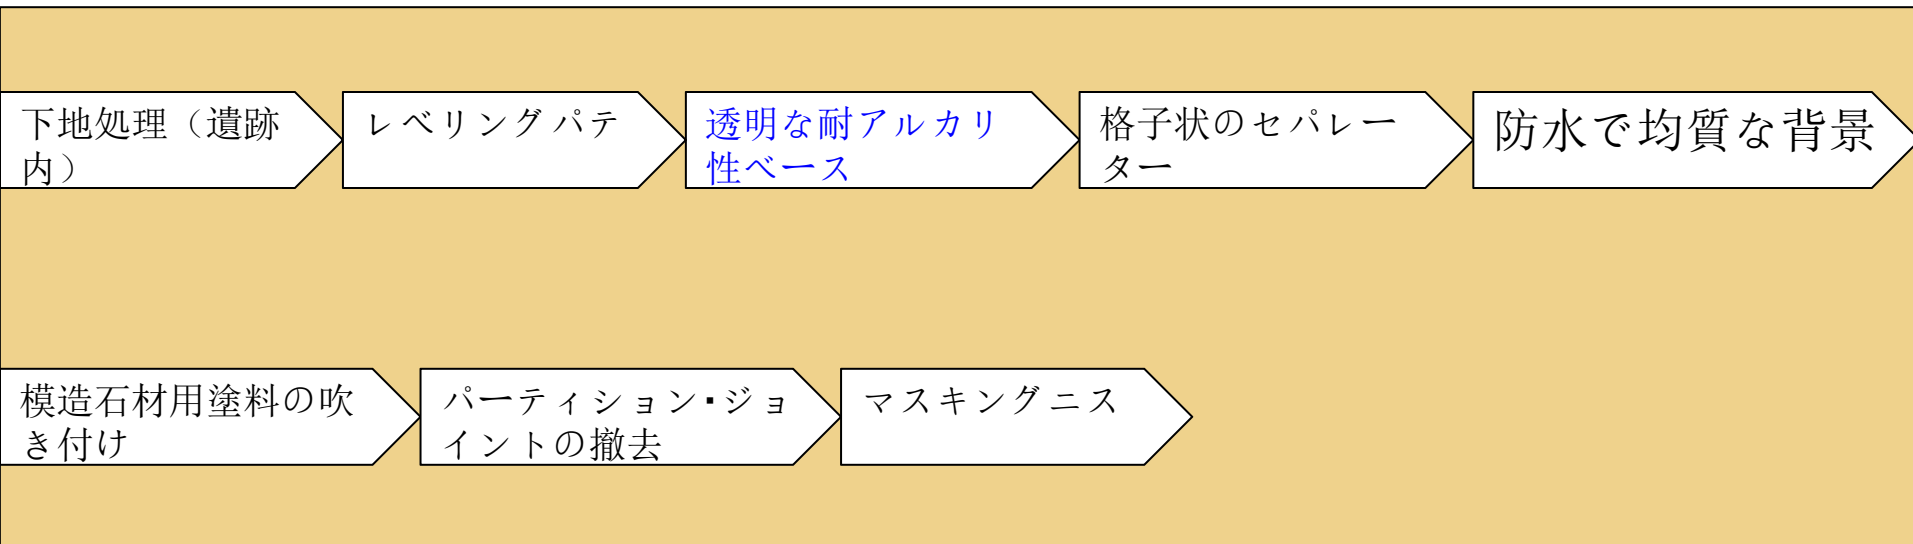 下地処理（遺跡
内）
レベリングパテ
透明な耐アルカリ
性ベース
格子状のセパレー
ター
防水で均質な背景
模造石材用塗料の吹
き付け
パーティション▪ジョ
イントの撤去
マスキングニス